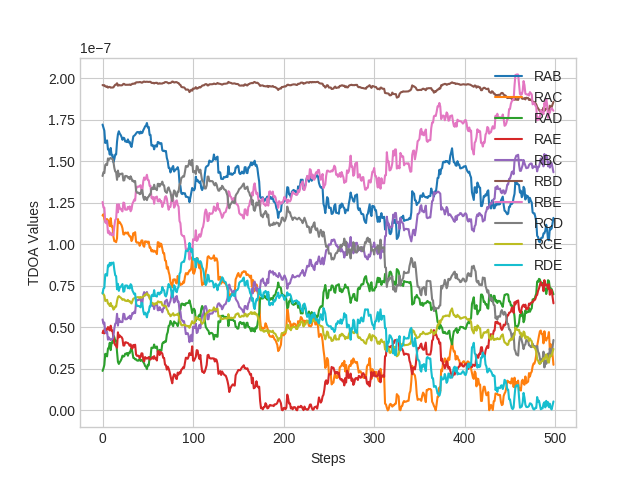 1e−7
2.00
1.75
1.50
1.25
1.00
0.75
0.50
0.25
0.00
TDOA Values
0
100
200
300
400
500
Steps
RAB
RAC
RAD
RAE
RBC
RBD
RBE
RCD
RCE
RDE